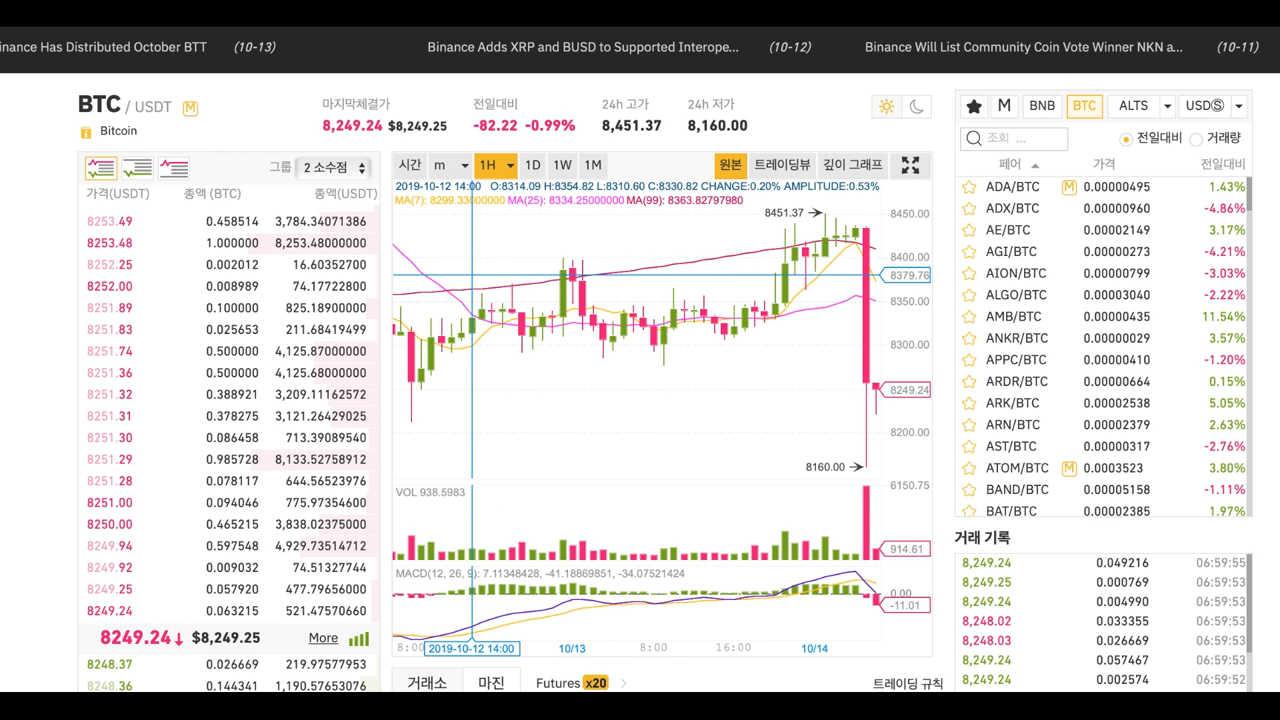 inance Has Distributed October BTT (10-13) Binance Adds XRP and BUSD to Supported Interope... (10-12) Binance Will List Community Coin Vote Winner NKN a... (10-11)
BTC / USDT M
Bitcoin
마지막체결가 전일대비 24h 고가 24h 저가
8,249.24 $8,249.25 -82.22 -0.99% 8,451.37 8,160.00
그룹 2 소수점
가격(USDT) 총액 (BTC) 총액(USDT)
8253.49 0.458514 3,784.34071386
8253.48 1.000000 8,253.48000000
8252.25 0.002012 16.60352700
8252.00 0.008989 74.17722800
8251.89 0.100000 825.18900000
8251.83 0.025653 211.68419499
8251.74 0.500000 4,125.87000000
8251.36 0.500000 4,125.68000000
8251.32 0.388921 3,209.11162572
8251.31 0.378275 3,121.26429025
8251.30 0.086458 713.39089540
8251.29 0.985728 8,133.52758912
8251.28 0.078117 644.56523976
8251.00 0.094046 775.97354600
8250.00 0.465215 3,838.02375000
8249.94 0.597548 4,929.73514712
8249.92 0.009032 74.51327744
8249.25 0.057920 477.79656000
8249.24 0.063215 521.47570660
8249.24↓ $8,249.25 More
8248.37 0.026669 219.97577953
8248.36 0.144341 1,190.57653076
시간 m 1H 1D 1W 1M 원본 트레이딩뷰 깊이 그래프
2019-10-12 14:00 O:8314.09 H:8354.82 L:8310.60 C:8330.82 CHANGE:0.20% AMPLITUDE:0.53%
MA(7): 8299.33000000 MA(25): 8334.25000000 MA(99): 8363.82797980
8451.37
8450.00
8400.00
8379.76
8350.00
8300.00
8249.24
8200.00
8160.00
VOL 938.5983
6150.75
914.61
MACD(12, 26, 9): 7.11348428, -41.18869851, -34.07521424
0.00
-11.01
8:00 2019-10-12 14:00 10/13 8:00 16:00 10/14
거래소 마진 Futures x20 트레이딩 규칙
M BNB BTC ALTS USDⓈ
조회 ... 전일대비 거래량
페어 가격 전일대비
ADA/BTC M 0.00000495 1.43%
ADX/BTC 0.00000960 -4.86%
AE/BTC 0.00002149 3.17%
AGI/BTC 0.00000273 -4.21%
AION/BTC 0.00000799 -3.03%
ALGO/BTC 0.00003040 -2.22%
AMB/BTC 0.00000435 11.54%
ANKR/BTC 0.00000029 3.57%
APPC/BTC 0.00000410 -1.20%
ARDR/BTC 0.00000664 0.15%
ARK/BTC 0.00002538 5.05%
ARN/BTC 0.00002379 2.63%
AST/BTC 0.00000317 -2.76%
ATOM/BTC M 0.0003523 3.80%
BAND/BTC 0.00005158 -1.11%
BAT/BTC 0.00002385 1.97%
거래 기록
8,249.24 0.049216 06:59:55
8,249.25 0.000769 06:59:53
8,249.24 0.004990 06:59:53
8,248.02 0.033355 06:59:53
8,248.03 0.026669 06:59:53
8,249.24 0.057467 06:59:53
8,249.24 0.002574 06:59:52